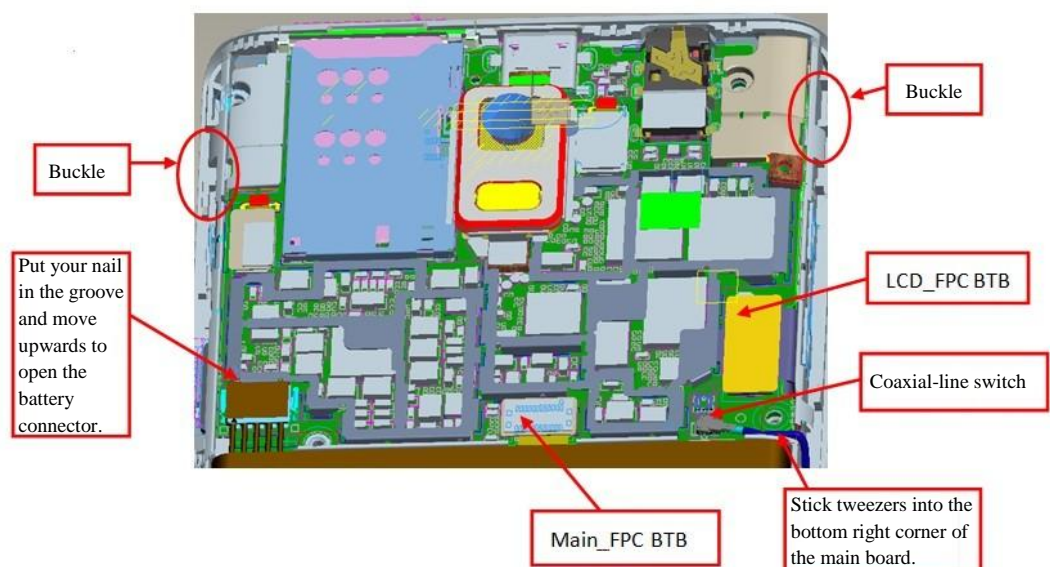 Buckle
Buckle
Put your nail
in the groove
and move
upwards to
open the
battery
connector.
LCD_FPC BTB
Coaxial-line switch
Main_FPC BTB
Stick tweezers into the
bottom right corner of
the main board.